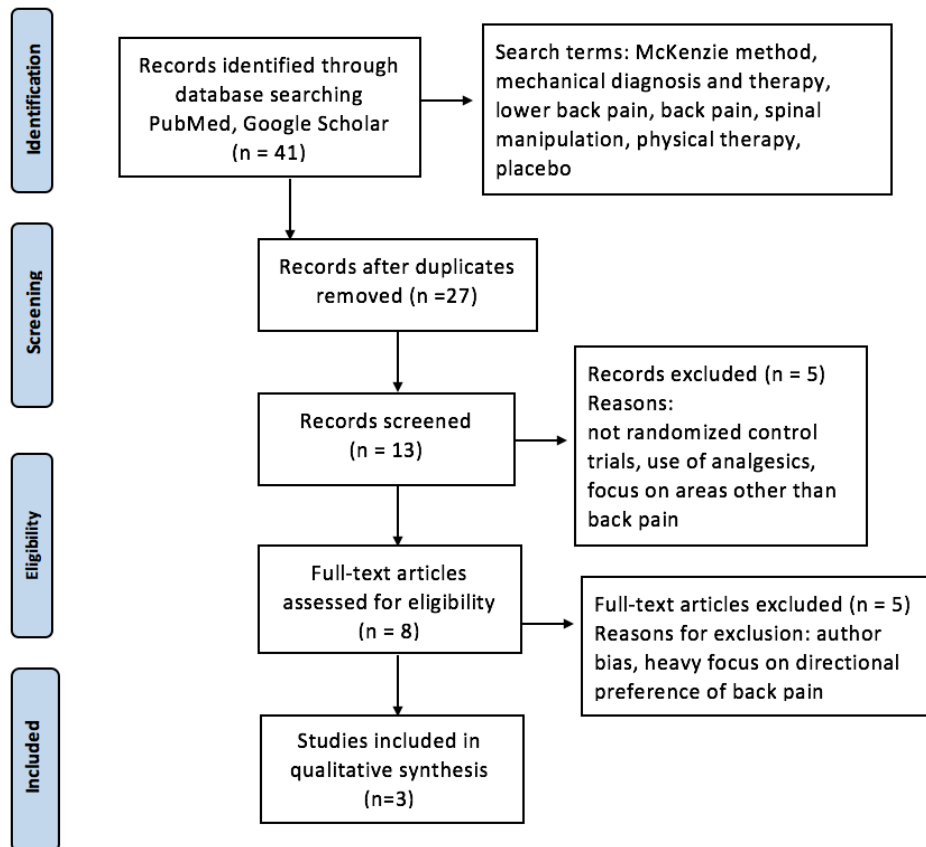 Identification
Records identified through
database searching
PubMed, Google Scholar
(n = 41)
Search terms: McKenzie method,
mechanical diagnosis and therapy,
lower back pain, back pain, spinal
manipulation, physical therapy,
placebo
Screening
Records after duplicates
removed (n =27)
Records screened
(n = 13)
Records excluded (n = 5)
Reasons:
not randomized control
trials, use of analgesics,
focus on areas other than
back pain
Eligibility
Full-text articles
assessed for eligibility
(n = 8)
Full-text articles excluded (n = 5)
Reasons for exclusion: author
bias, heavy focus on directional
preference of back pain
Included
Studies included in
qualitative synthesis
(n=3)